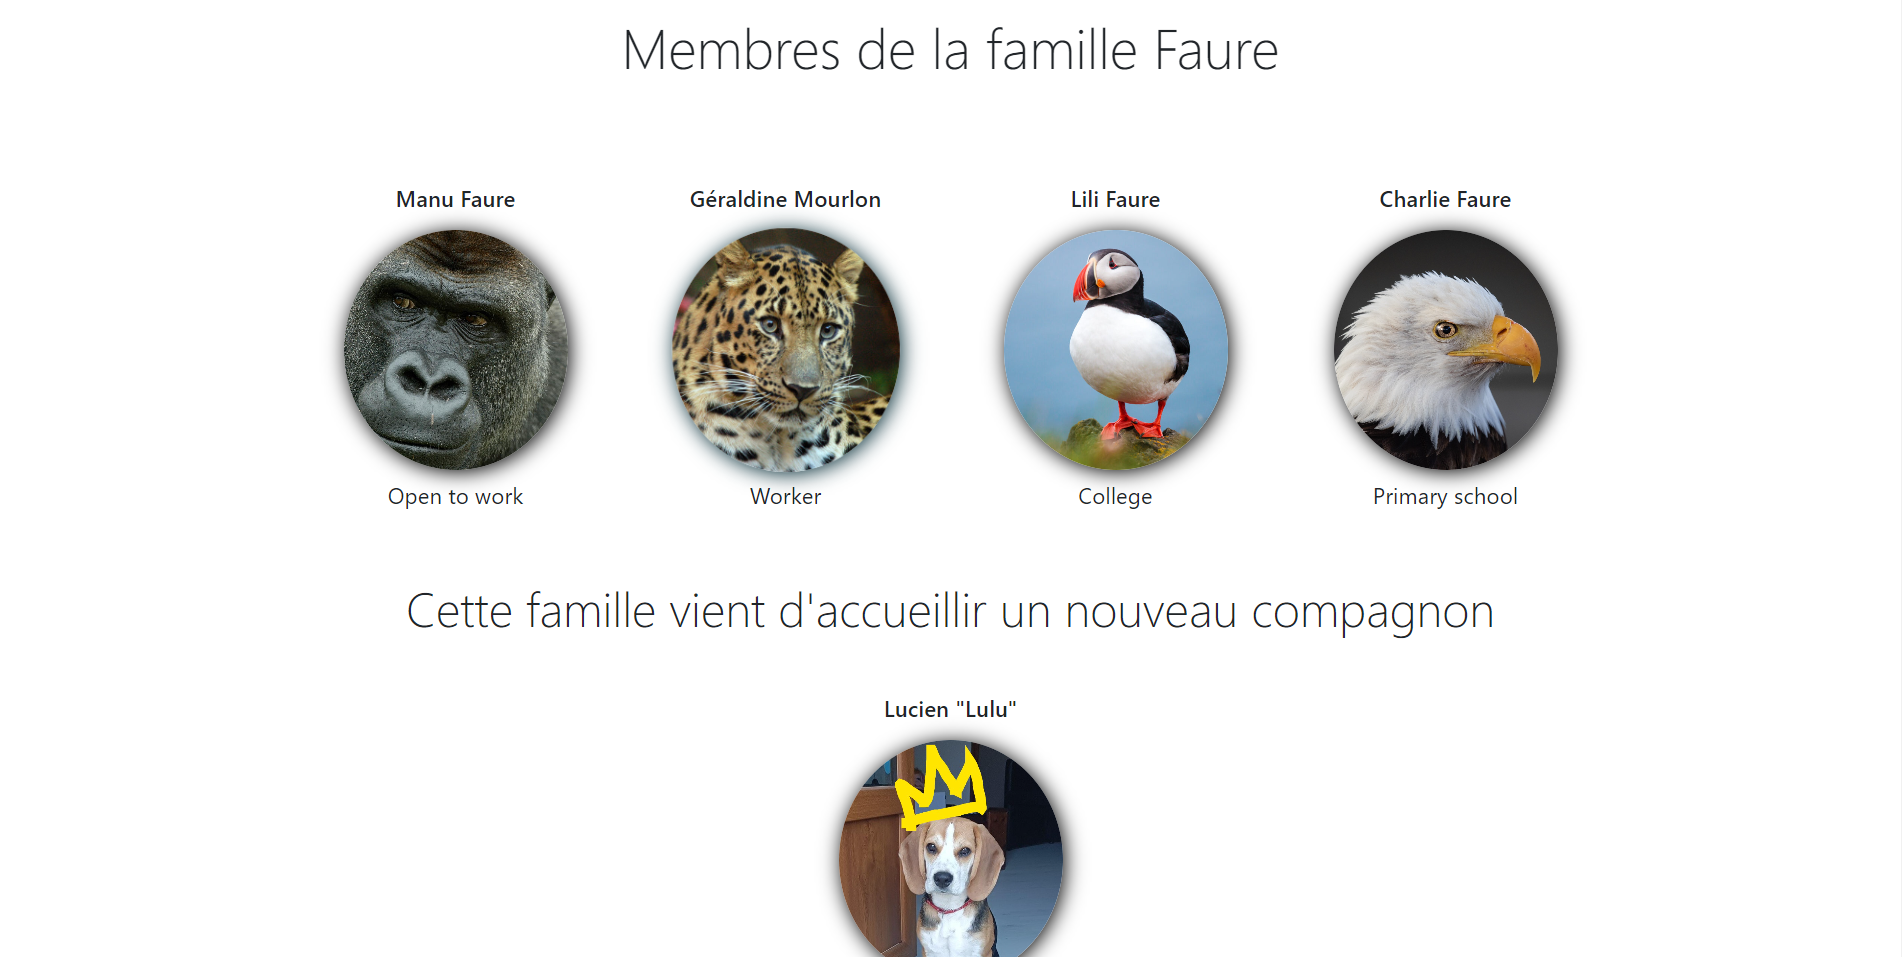 Membres de la famille Faure
Manu Faure
Géraldine Mourlon
Lili Faure
Charlie Faure
Open to work
Worker
College
Primary school
Cette famille vient d'accueillir un nouveau compagnon
Lucien "Lulu"